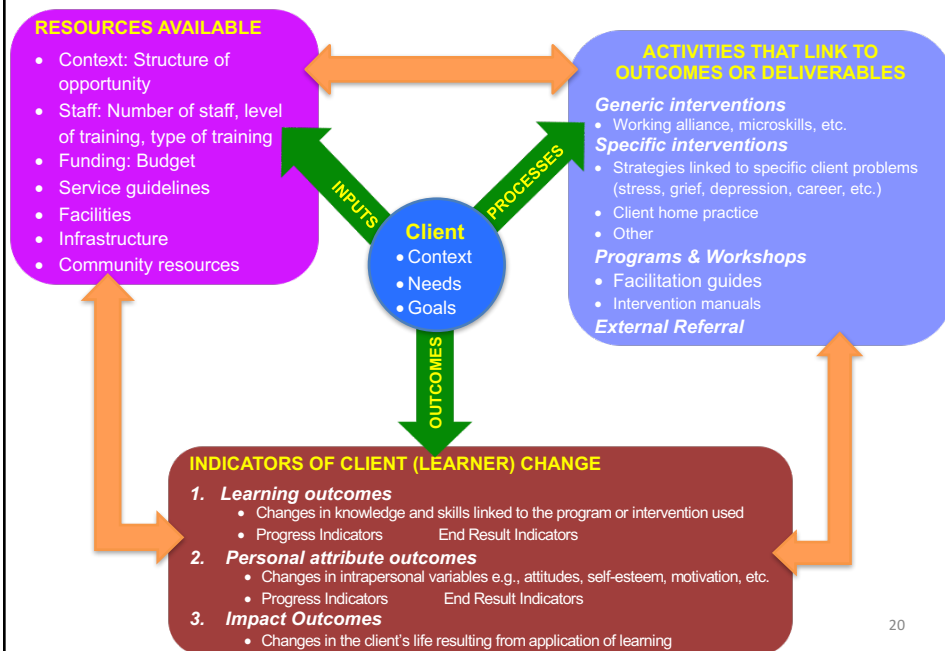 RESOURCES AVAILABLE
• Context: Structure of
opportunity
• Staff: Number of staff, level
of training, type of training
• Funding: Budget
• Service guidelines
• Facilities
• Infrastructure
• Community resources
ACTIVITIES THAT LINK TO
OUTCOMES OR DELIVERABLES
Generic interventions
• Working alliance, microskills, etc.
Specific interventions
• Strategies linked to specific client problems
(stress, grief, depression, career, etc.)
• Client home practice
• Other
Programs & Workshops
• Facilitation guides
• Intervention manuals
External Referral
INPUTS
PROCESSES
Client
• Context
• Needs
• Goals
OUTCOMES
INDICATORS OF CLIENT (LEARNER) CHANGE
1. Learning outcomes
• Changes in knowledge and skills linked to the program or intervention used
• Progress Indicators End Result Indicators
2. Personal attribute outcomes
• Changes in intrapersonal variables e.g., attitudes, self-esteem, motivation, etc.
• Progress Indicators End Result Indicators
3. Impact Outcomes
• Changes in the client's life resulting from application of learning
20